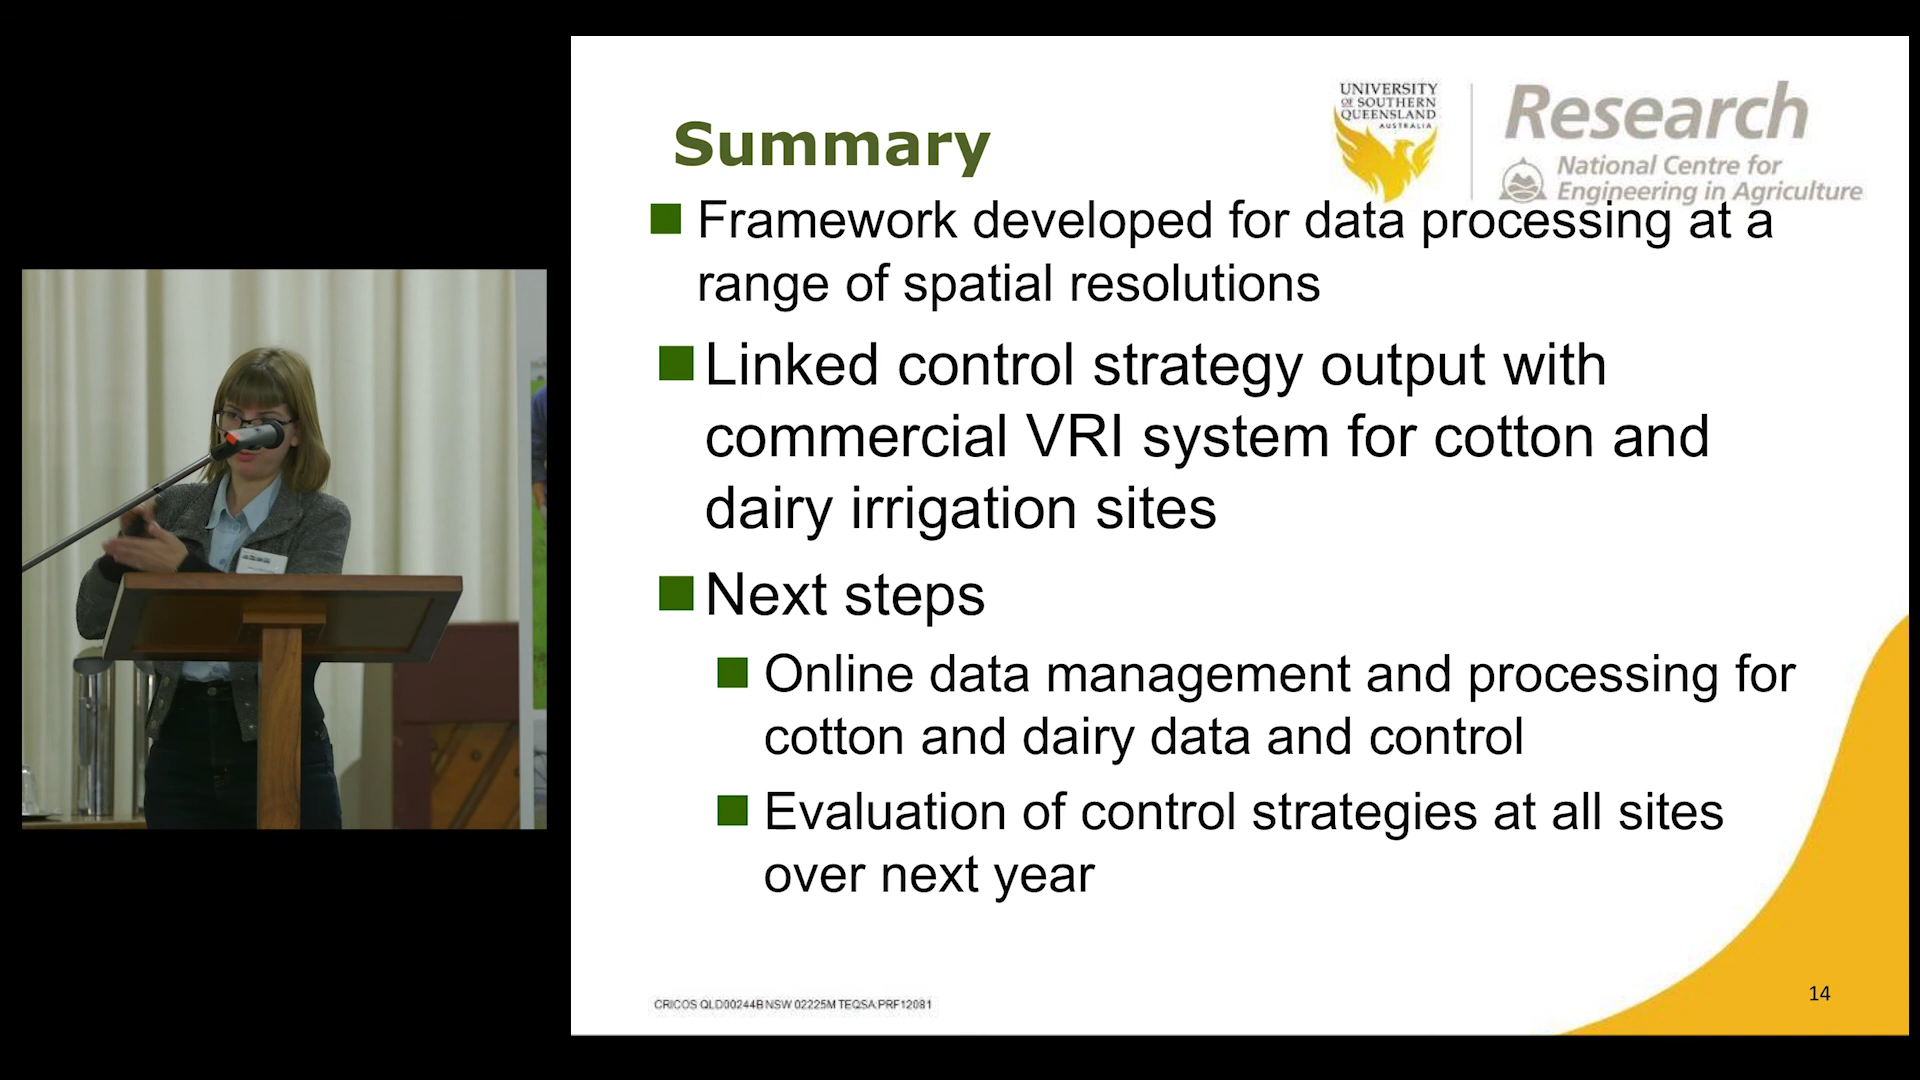 UNIVERSITY
OF SOUTHERN
QUEENSLAND
AUSTRALIA
Research
National Centre for
Engineering in Agriculture
Summary
Framework developed for data processing at a
range of spatial resolutions
Linked control strategy output with
commercial VRI system for cotton and
dairy irrigation sites
Next steps
Online data management and processing for
cotton and dairy data and control
Evaluation of control strategies at all sites
over next year
CRICOS QLD00244B NSW 02225M TEQSA PRF12081
14